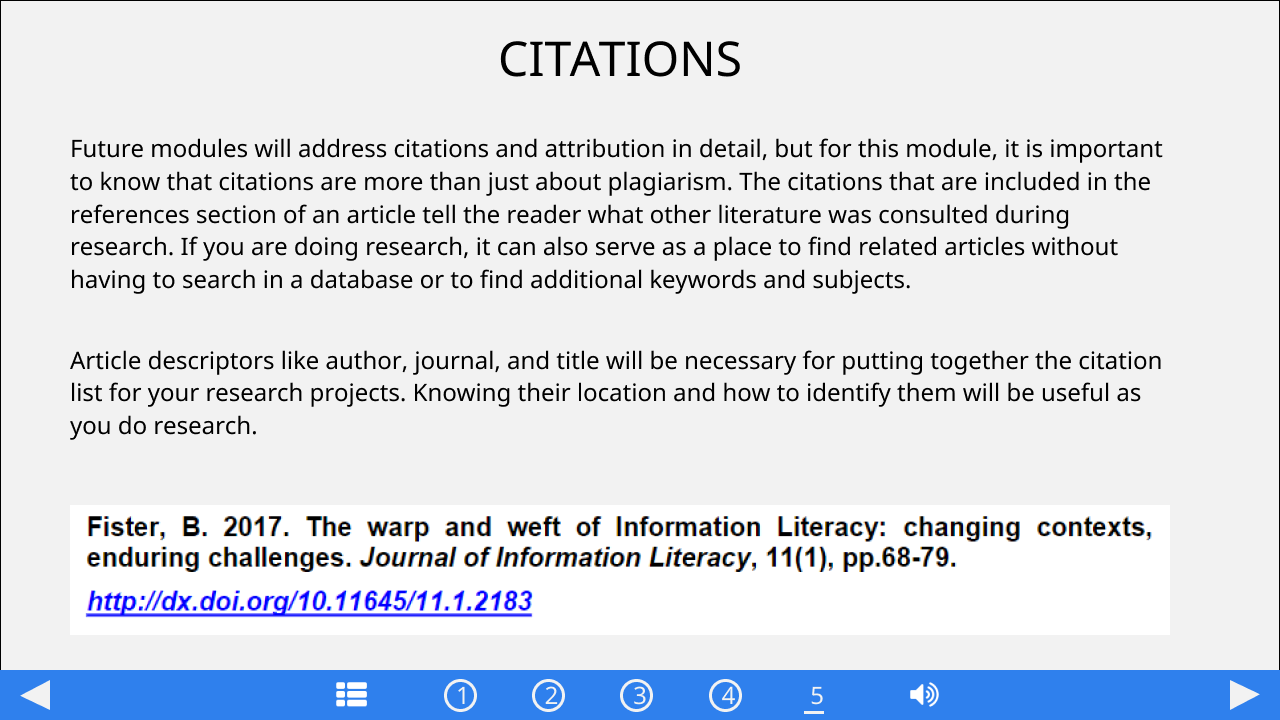 CITATIONS
Future modules will address citations and attribution in detail, but for this module, it is important
to know that citations are more than just about plagiarism. The citations that are included in the
references section of an article tell the reader what other literature was consulted during
research. If you are doing research, it can also serve as a place to find related articles without
having to search in a database or to find additional keywords and subjects.
Article descriptors like author, journal, and title will be necessary for putting together the citation
list for your research projects. Knowing their location and how to identify them will be useful as
you do research.
Fister, B. 2017. The warp and weft of Information Literacy: changing contexts,
enduring challenges. Journal of Information Literacy, 11(1), pp.68-79.
http://dx.doi.org/10.11645/11.1.2183
1 2 3 4 5